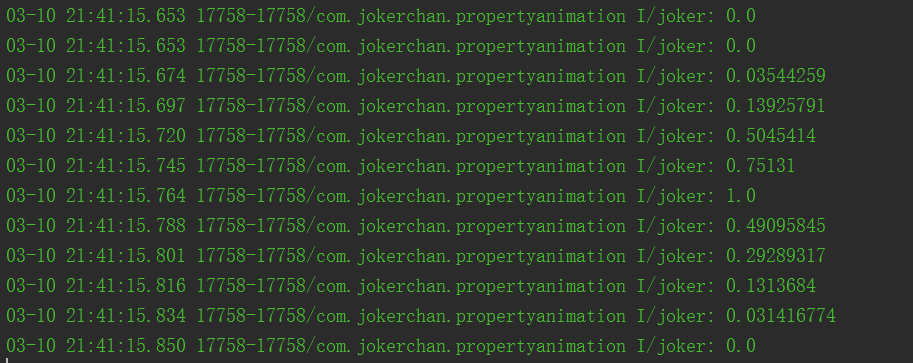 03-10 21:41:15.653 17758-17758/com.jokerchan.propertyanimation I/joker: 0.0
03-10 21:41:15.653 17758-17758/com.jokerchan.propertyanimation I/joker: 0.0
03-10 21:41:15.674 17758-17758/com.jokerchan.propertyanimation I/joker: 0.03544259
03-10 21:41:15.697 17758-17758/com.jokerchan.propertyanimation I/joker: 0.13925791
03-10 21:41:15.720 17758-17758/com.jokerchan.propertyanimation I/joker: 0.5045414
03-10 21:41:15.745 17758-17758/com.jokerchan.propertyanimation I/joker: 0.75131
03-10 21:41:15.764 17758-17758/com.jokerchan.propertyanimation I/joker: 1.0
03-10 21:41:15.788 17758-17758/com.jokerchan.propertyanimation I/joker: 0.49095845
03-10 21:41:15.801 17758-17758/com.jokerchan.propertyanimation I/joker: 0.29289317
03-10 21:41:15.816 17758-17758/com.jokerchan.propertyanimation I/joker: 0.1313684
03-10 21:41:15.834 17758-17758/com.jokerchan.propertyanimation I/joker: 0.031416774
03-10 21:41:15.850 17758-17758/com.jokerchan.propertyanimation I/joker: 0.0